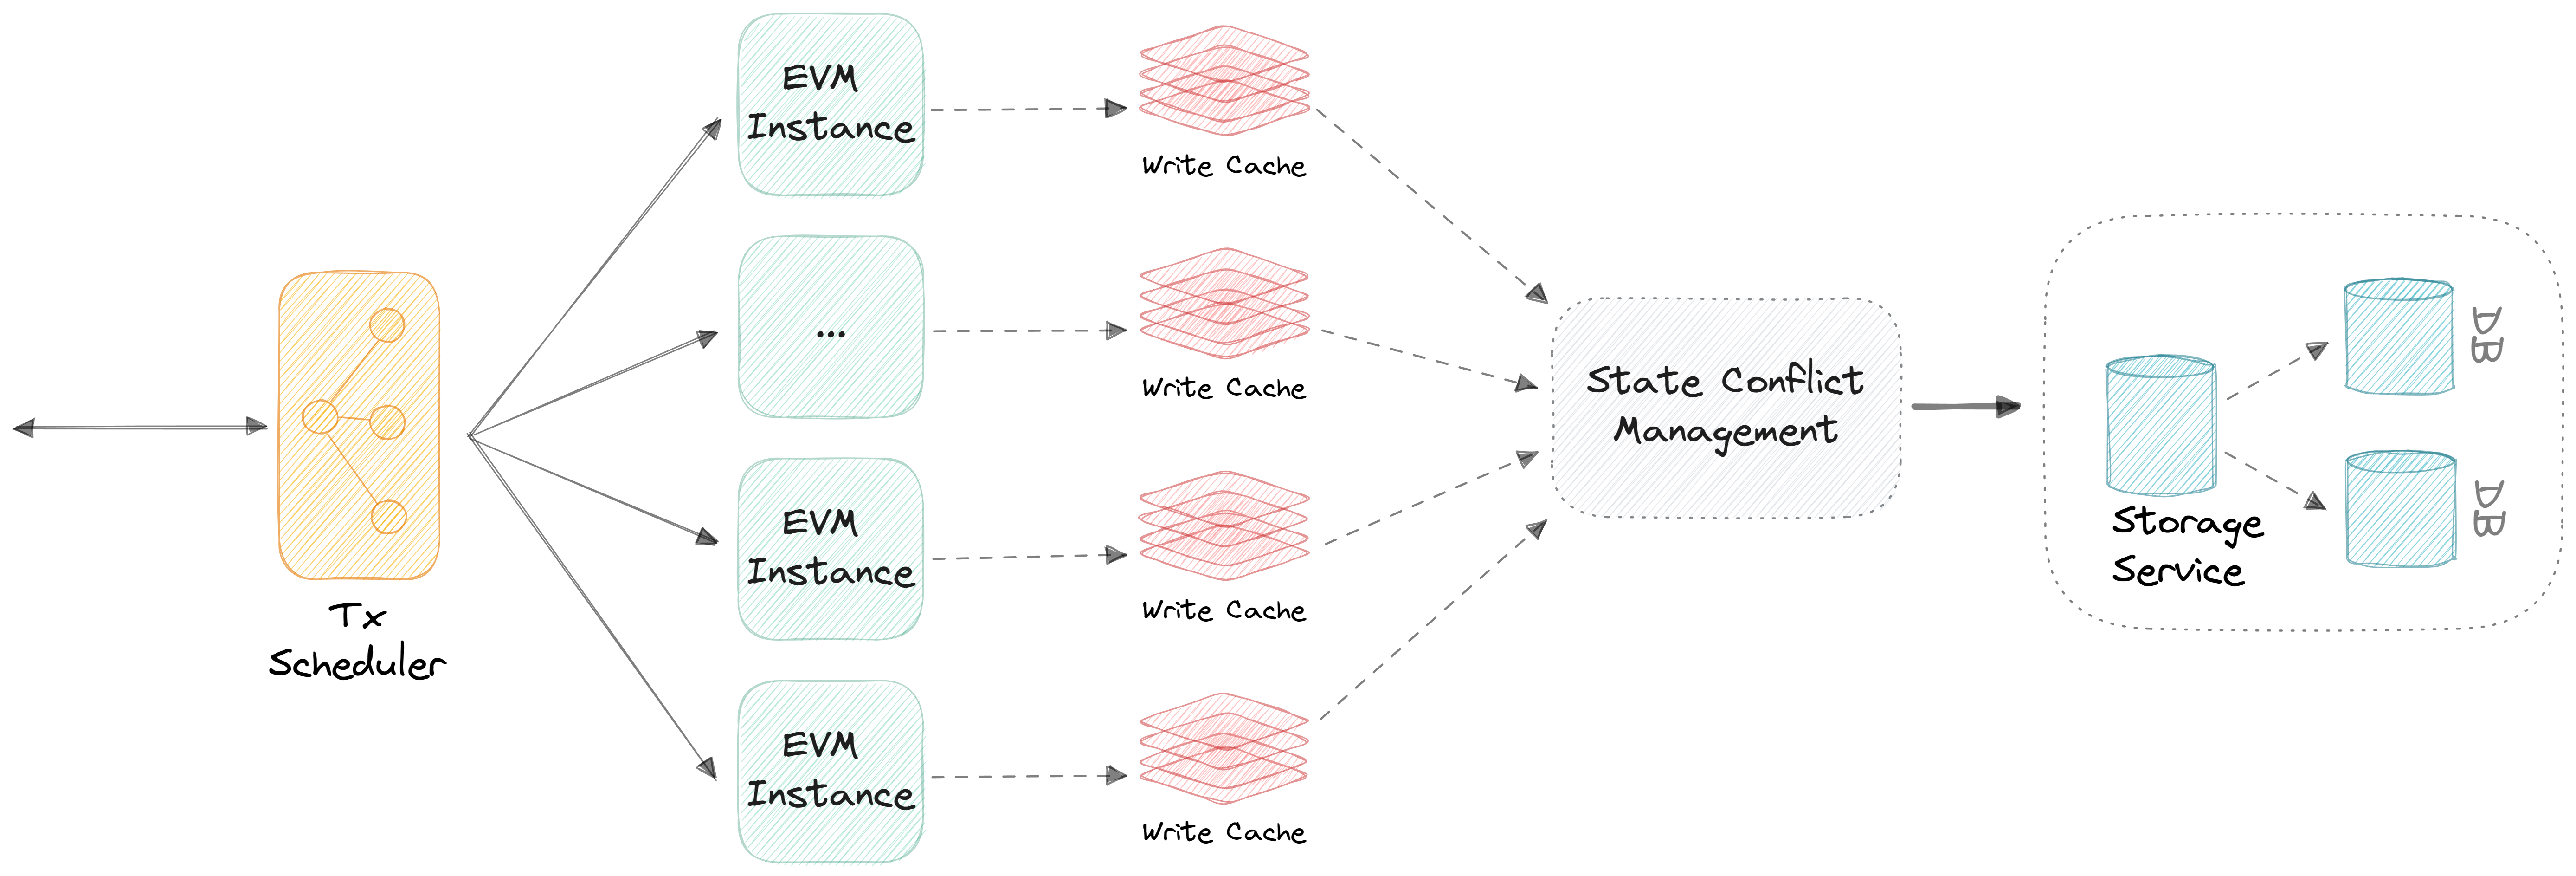 EVM
Instance
Write Cache
...
Write Cache
Tx
Scheduler
EVM
Instance
Write Cache
EVM
Instance
Write Cache
State Conflict
Management
Storage
Service
DB
DB